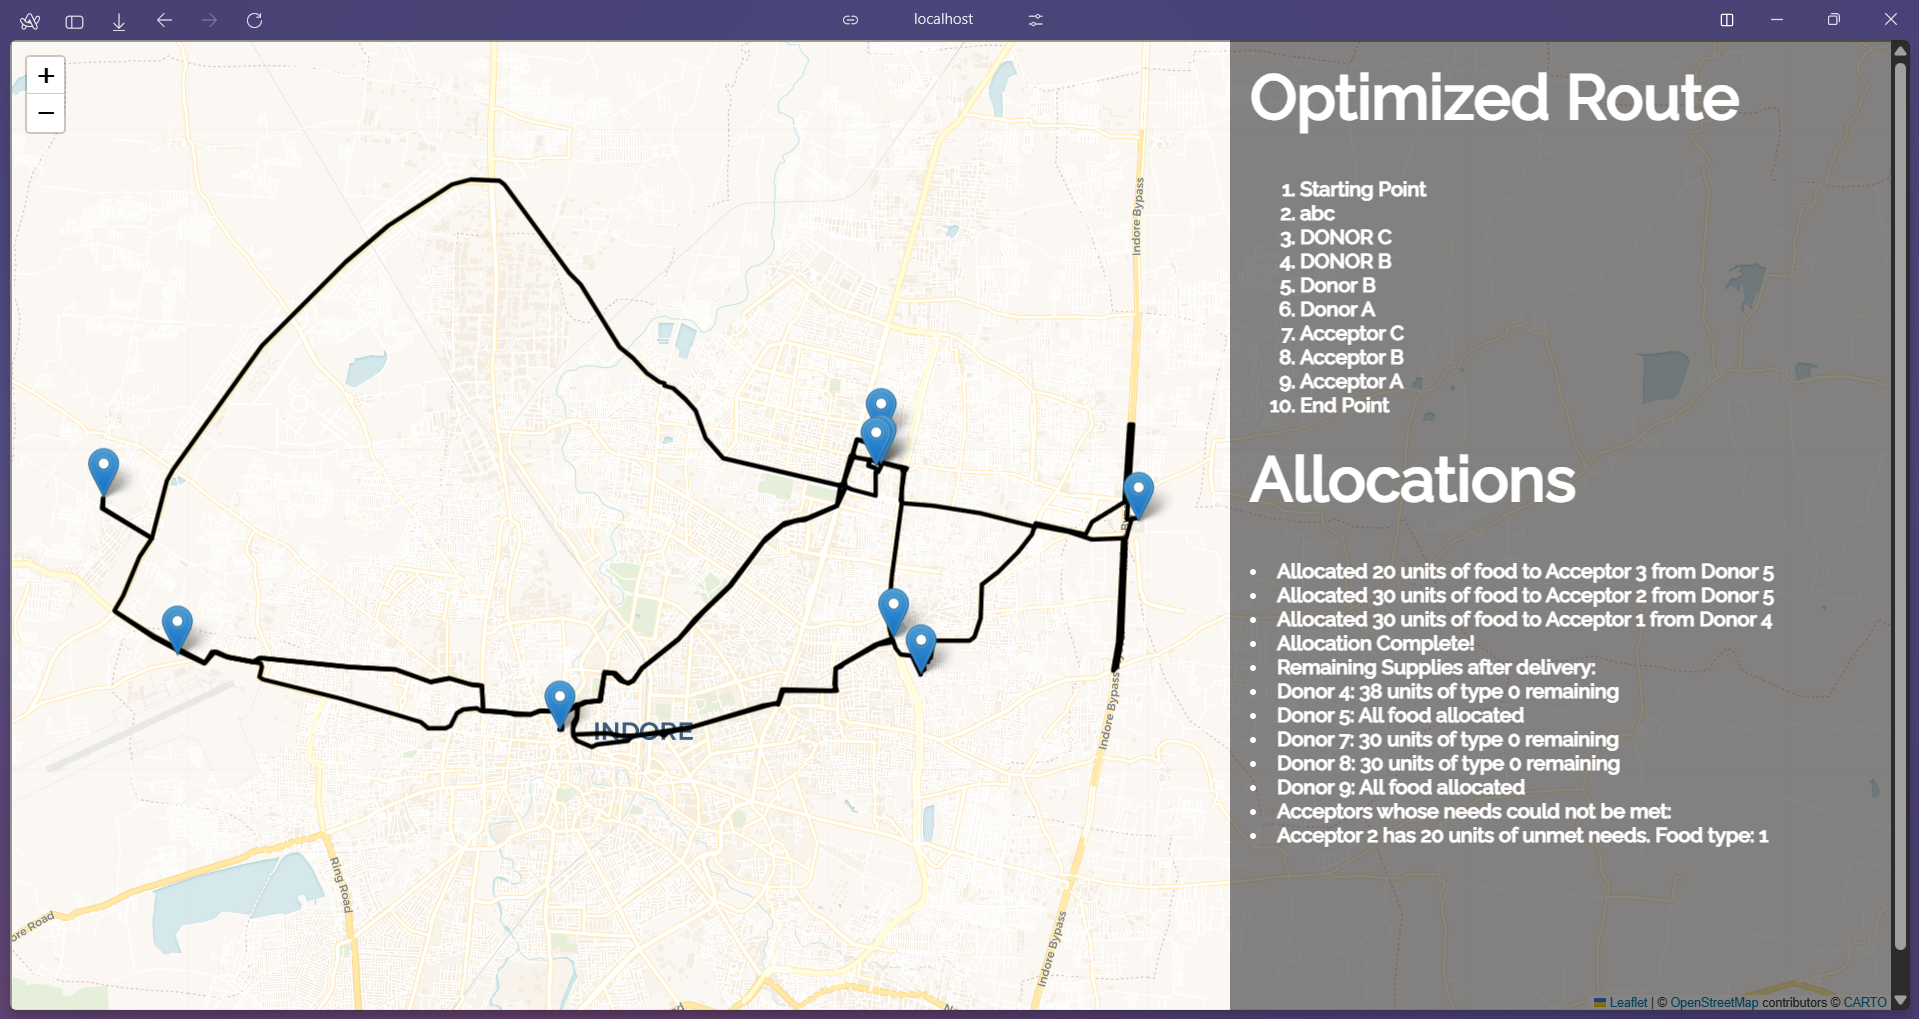 localhost
+
−
Indore Bypass
INDORE
Indore Bypass
Ring Road
ore Road
Indore Bypass
Optimized Route
1. Starting Point
2. abc
3. DONOR C
4. DONOR B
5. Donor B
6. Donor A
7. Acceptor C
8. Acceptor B
9. Acceptor A
10. End Point
Allocations
• Allocated 20 units of food to Acceptor 3 from Donor 5
• Allocated 30 units of food to Acceptor 2 from Donor 5
• Allocated 30 units of food to Acceptor 1 from Donor 4
• Allocation Complete!
• Remaining Supplies after delivery:
• Donor 4: 38 units of type 0 remaining
• Donor 5: All food allocated
• Donor 7: 30 units of type 0 remaining
• Donor 8: 30 units of type 0 remaining
• Donor 9: All food allocated
• Acceptors whose needs could not be met:
• Acceptor 2 has 20 units of unmet needs. Food type: 1
Leaflet | © OpenStreetMap contributors © CARTO